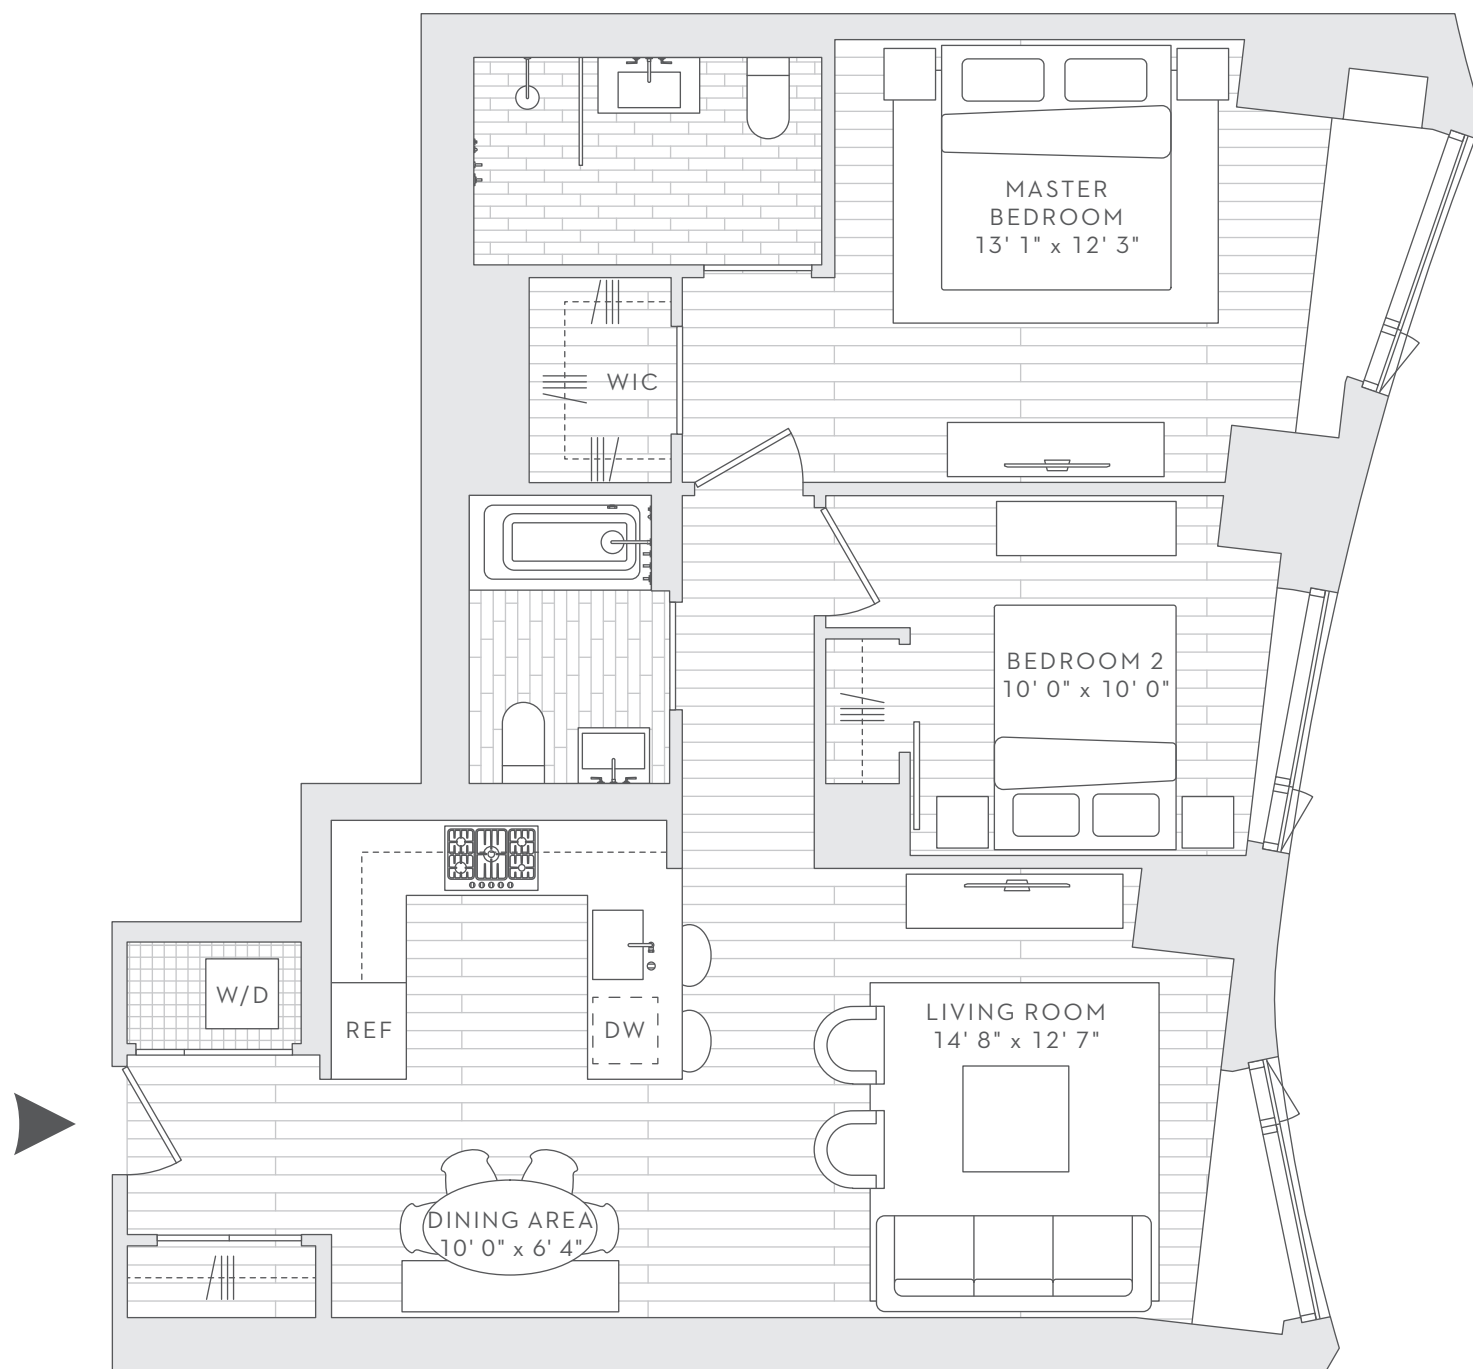 MASTER
BEDROOM
13' 1" x 12' 3"
WIC
BEDROOM 2
10' 0" x 10' 0"
W/D
REF
DW
LIVING ROOM
14' 8" x 12' 7"
DINING AREA
10' 0" x 6' 4"